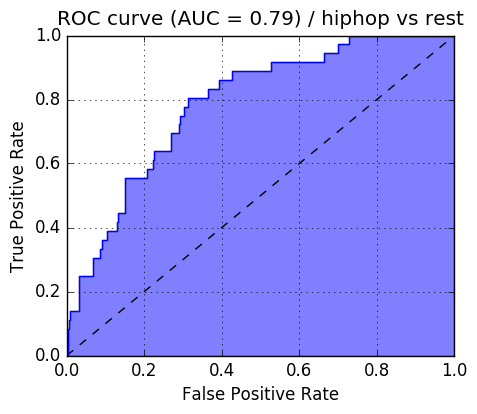 ROC curve (AUC = 0.79) / hiphop vs rest
1.0
0.8
0.6
0.4
0.2
0.0
True Positive Rate
0.0 0.2 0.4 0.6 0.8 1.0
False Positive Rate